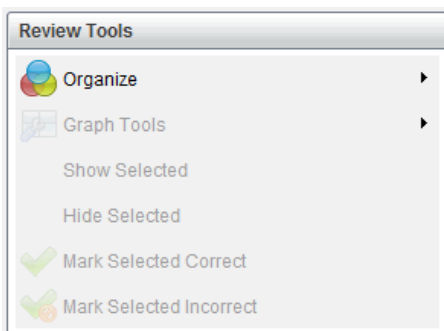 Review Tools
Organize
Graph Tools
Show Selected
Hide Selected
Mark Selected Correct
Mark Selected Incorrect